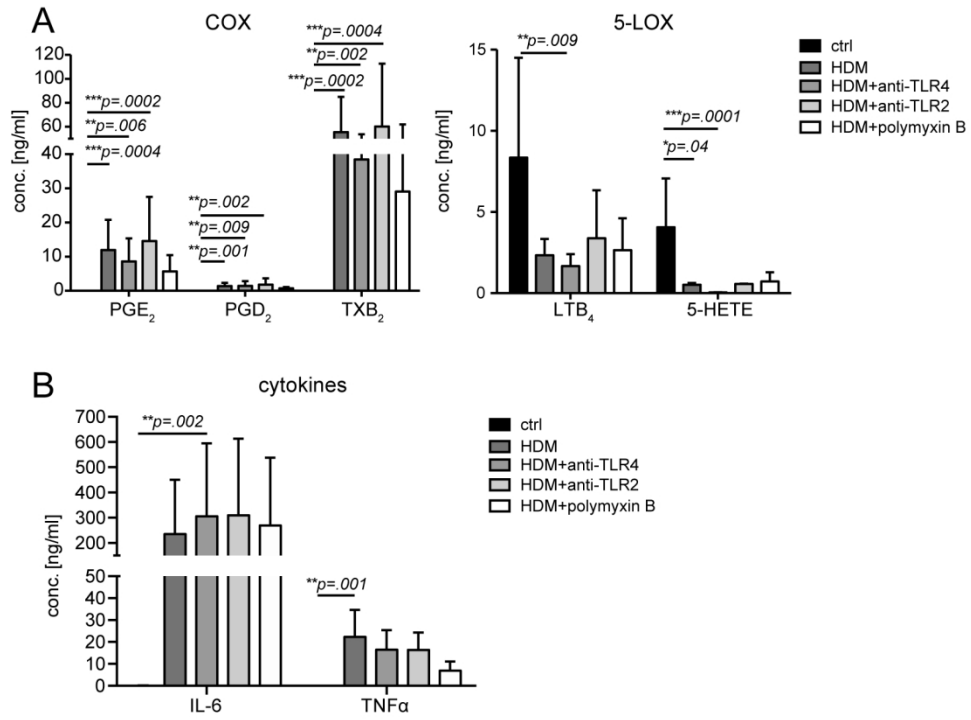 A
COX
conc. [ng/ml]
120
100
80
60
40
30
20
10
0
***p=.0002
**p=.006
***p=.0004
**p=.002
**p=.009
**p=.001
***p=.0004
**p=.002
***p=.0002
PGE2
PGD2
TXB2
5-LOX
conc. [ng/ml]
15
10
5
0
**p=.009
***p=.0001
*p=.04
LTB4
5-HETE
ctrl
HDM
HDM+anti-TLR4
HDM+anti-TLR2
HDM+polymyxin B
B
cytokines
conc. [ng/ml]
700
600
500
400
300
200
50
40
30
20
10
0
**p=.002
**p=.001
IL-6
TNFα
ctrl
HDM
HDM+anti-TLR4
HDM+anti-TLR2
HDM+polymyxin B